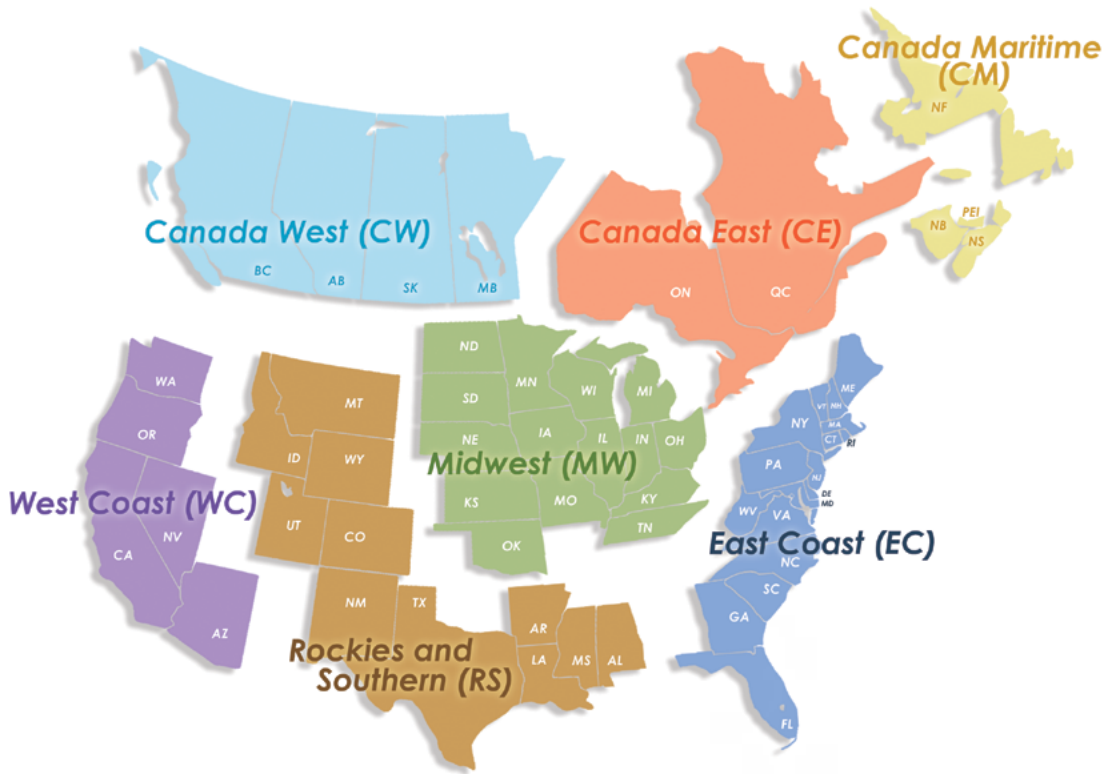 Canada Maritime
(CM)
NF
Canada West (CW)
BC
AB
SK
MB
Canada East (CE)
ON
QC
PEI
NB
NS
WA
OR
West Coast (WC)
NV
CA
AZ
MT
ID
WY
UT
CO
NM
TX
Rockies and
Southern (RS)
AR
LA
MS
AL
ND
MN
SD
WI
MI
NE
IA
IL
IN
OH
Midwest (MW)
KS
MO
KY
TN
OK
ME
VT
NH
NY
MA
CT
RI
PA
NJ
DE
MD
WV
VA
East Coast (EC)
NC
SC
GA
FL